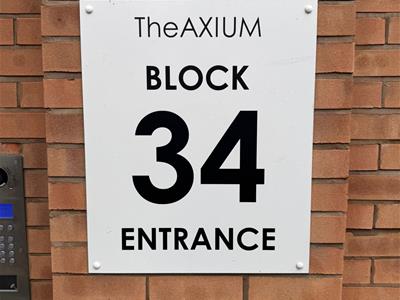 TheAXIUM
BLOCK
34
ENTRANCE